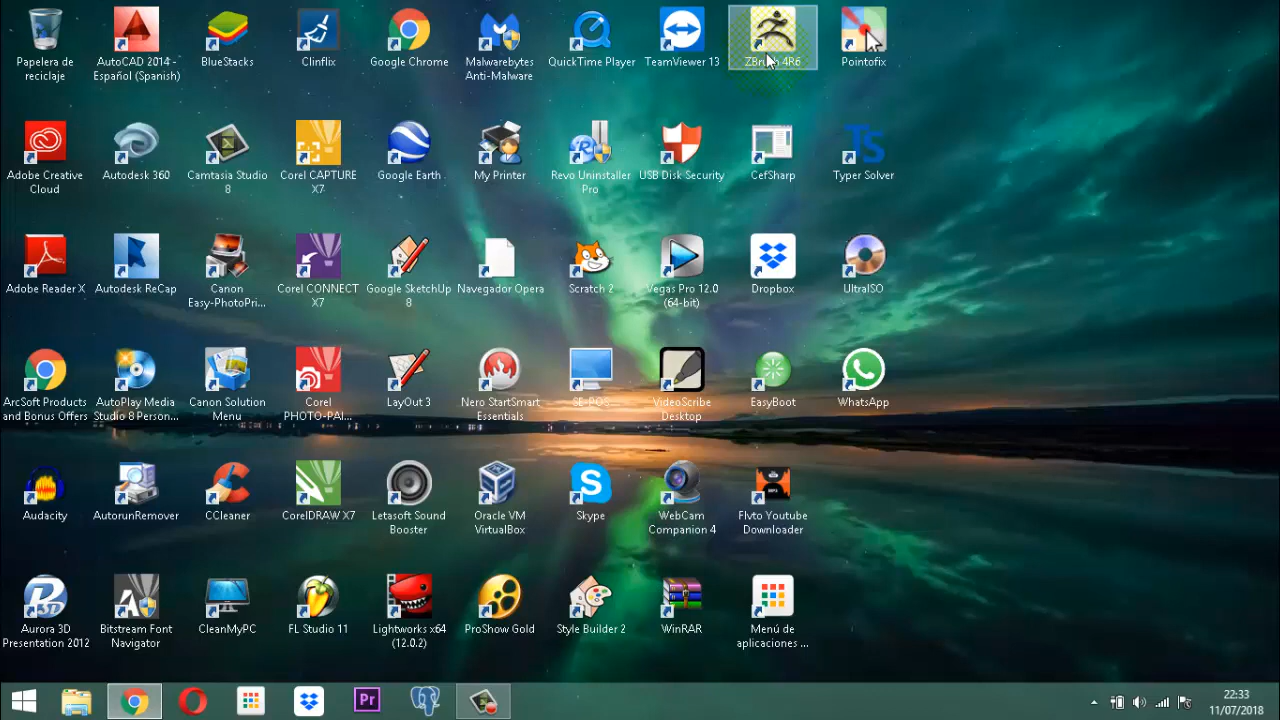 Papelera de
reciclaje
AutoCAD 2014 -
Español (Spanish)
BlueStacks
Clinflix
Google Chrome
Malwarebytes
Anti-Malware
QuickTime Player
TeamViewer 13
ZBrush 4R6
Pointofix
Adobe Creative
Cloud
Autodesk 360
Camtasia Studio
8
Corel CAPTURE
X7
Google Earth
My Printer
Revo Uninstaller
Pro
USB Disk Security
CefSharp
Ts
Typer Solver
Adobe Reader X
Autodesk ReCap
Canon
Easy-PhotoPri...
Corel CONNECT
X7
Google SketchUp
8
Navegador Opera
Scratch 2
Vegas Pro 12.0
(64-bit)
Dropbox
UltraISO
ArcSoft Products
and Bonus Offers
AutoPlay Media
Studio 8 Person...
Canon Solution
Menu
Corel
PHOTO-PAI...
LayOut 3
Nero StartSmart
Essentials
SE-POS...
VideoScribe
Desktop
EasyBoot
WhatsApp
Audacity
AutorunRemover
CCleaner
CorelDRAW X7
Letasoft Sound
Booster
Oracle VM
VirtualBox
S
Skype
WebCam
Companion 4
Flvto Youtube
Downloader
Aurora 3D
Presentation 2012
Bitstream Font
Navigator
CleanMyPC
FL Studio 11
Lightworks x64
(12.0.2)
ProShow Gold
Style Builder 2
WinRAR
Menú de
aplicaciones ...
Pr
22:33
11/07/2018